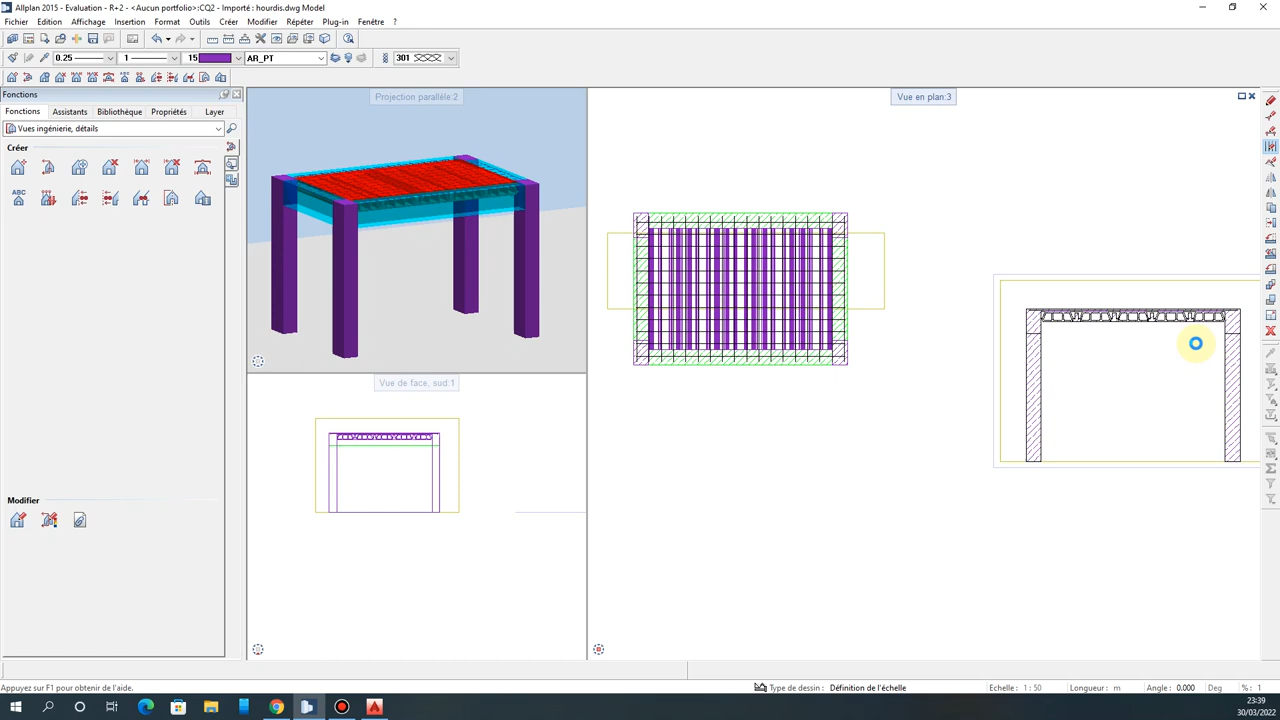 Allplan 2015 - Evaluation - R+2 - <Aucun portfolio>:CQ2 - Importé : hourdis.dwg Model
Fichier Edition Affichage Insertion Format Outils Créer Modifier Répéter Plug-in Fenêtre ?
0.25 1 15 AR_PT 301
Fonctions
Fonctions Assistants Bibliothèque Propriétés Layer
Vues ingénierie, détails
Créer
ABC
Modifier
Projection parallèle:2
Vue en plan:3
Vue de face, sud:1
Appuyez sur F1 pour obtenir de l'aide.
Type de dessin : Définition de l'échelle Echelle : 1 : 50 Longueur : m Angle : 0.000 Deg % : 1
23:39
30/03/2022